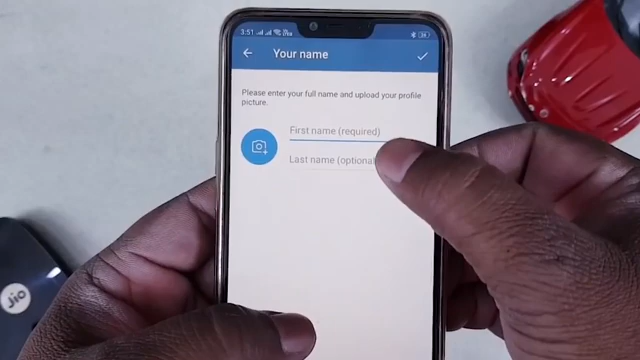 3:51
Your name
Please enter your full name and upload your profile
picture.
First name (required)
Last name (optional
Jio